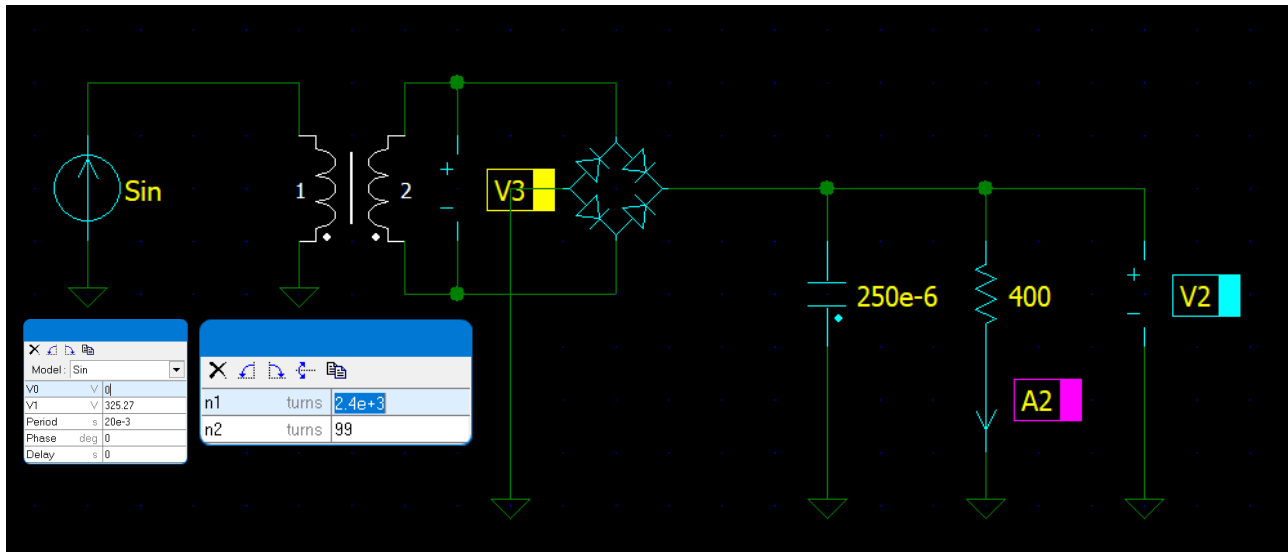 Sin
1
2
+
−
V3
250e-6
400
+
−
V2
A2
Model: Sin
V0 V 0
V1 V 325.27
Period s 20e-3
Phase deg 0
Delay s 0
n1 turns 2.4e+3
n2 turns 99